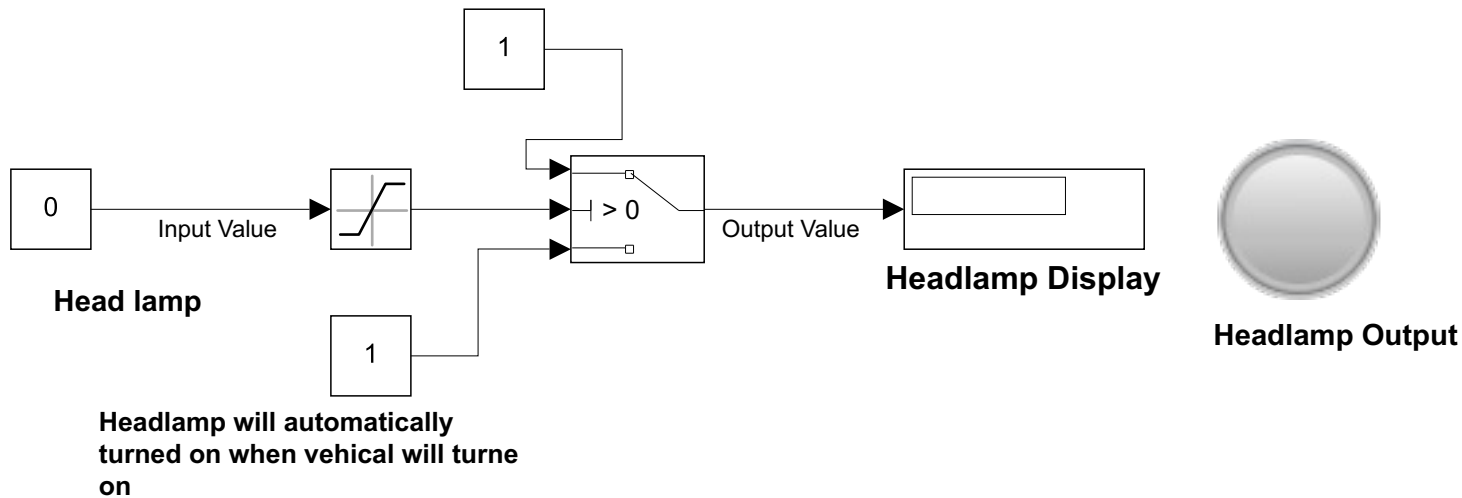 1
0
Input Value
> 0
Output Value
Head lamp
Headlamp Display
Headlamp Output
1
Headlamp will automatically
turned on when vehical will turne
on